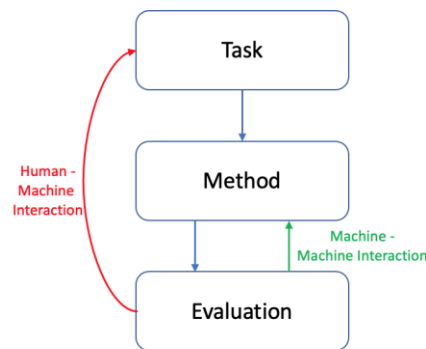 Task
Human -
Machine
Interaction
Method
Machine -
Machine Interaction
Evaluation